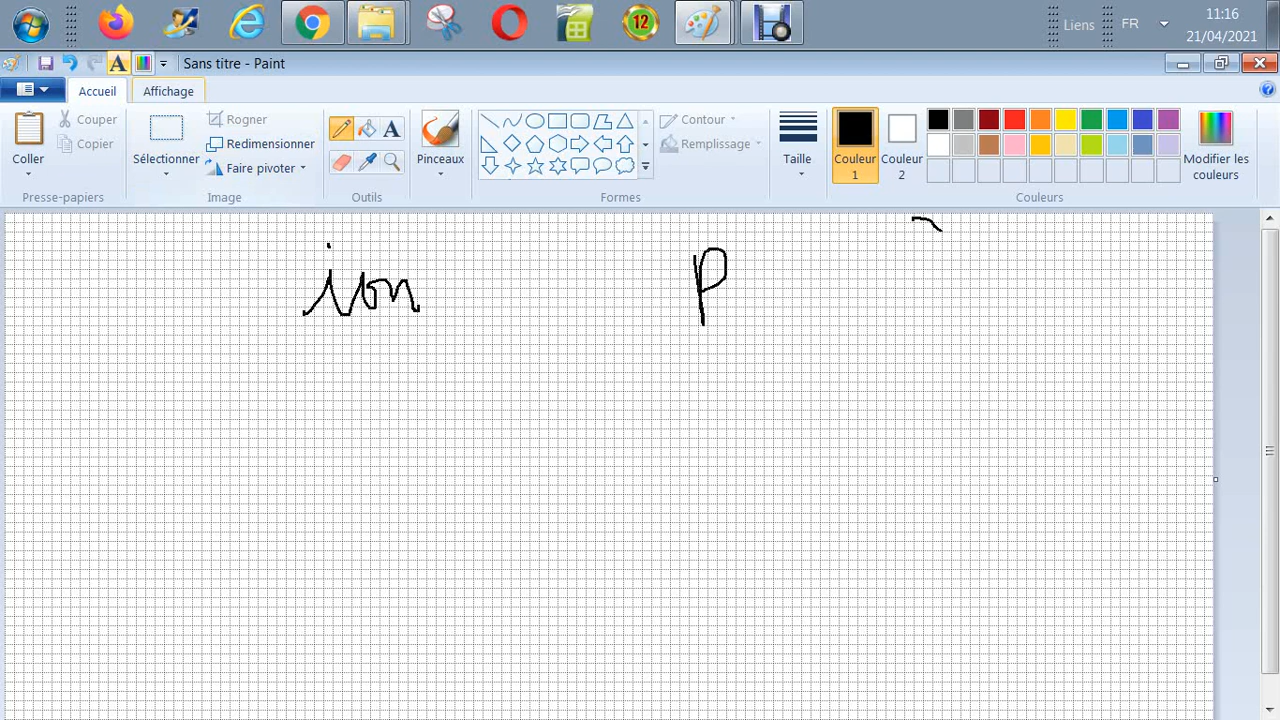 Liens
FR
11:16
21/04/2021
12
A
Sans titre - Paint
Accueil
Affichage
Coller
Couper
Copier
Presse-papiers
Sélectionner
Rogner
Redimensionner
Faire pivoter
Image
A
Outils
Pinceaux
Contour
Remplissage
Formes
Taille
Couleur
1
Couleur
2
Modifier les
couleurs
Couleurs
ion P